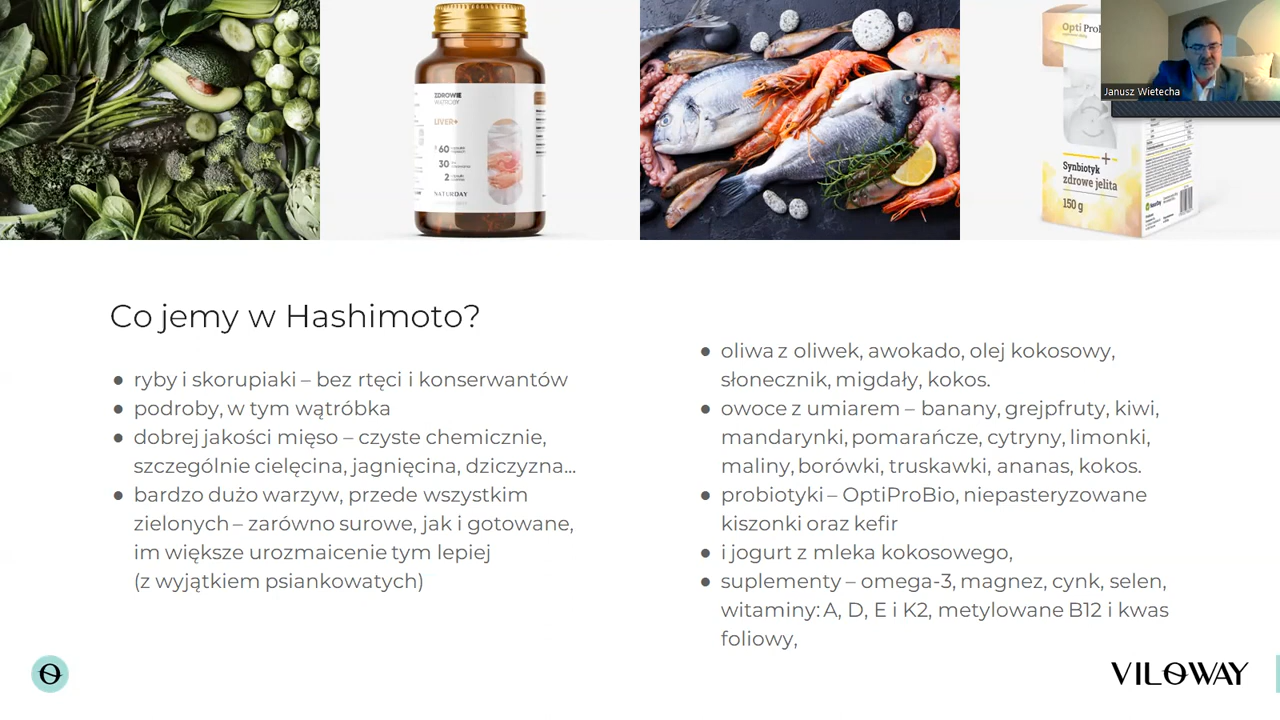 ZDROWIE
WĄTROBY
LIVER+
60
30
2
NATURDAY
Opti
Janusz Wietecha
Synbiotyk
zdrowe jelita
150 g
Co jemy w Hashimoto?
● ryby i skorupiaki – bez rtęci i konserwantów
● podroby, w tym wątróbka
● dobrej jakości mięso – czyste chemicznie,
szczególnie cielęcina, jagnięcina, dziczyzna...
● bardzo dużo warzyw, przede wszystkim
zielonych – zarówno surowe, jak i gotowane,
im większe urozmaicenie tym lepiej
(z wyjątkiem psiankowatych)
● oliwa z oliwek, awokado, olej kokosowy,
słonecznik, migdały, kokos.
● owoce z umiarem – banany, grejpfruty, kiwi,
mandarynki, pomarańcze, cytryny, limonki,
maliny, borówki, truskawki, ananas, kokos.
● probiotyki – OptiProBio, niepasteryzowane
kiszonki oraz kefir
● i jogurt z mleka kokosowego,
● suplementy – omega-3, magnez, cynk, selen,
witaminy: A, D, E i K2, metylowane B12 i kwas
foliowy,
VILOWAY